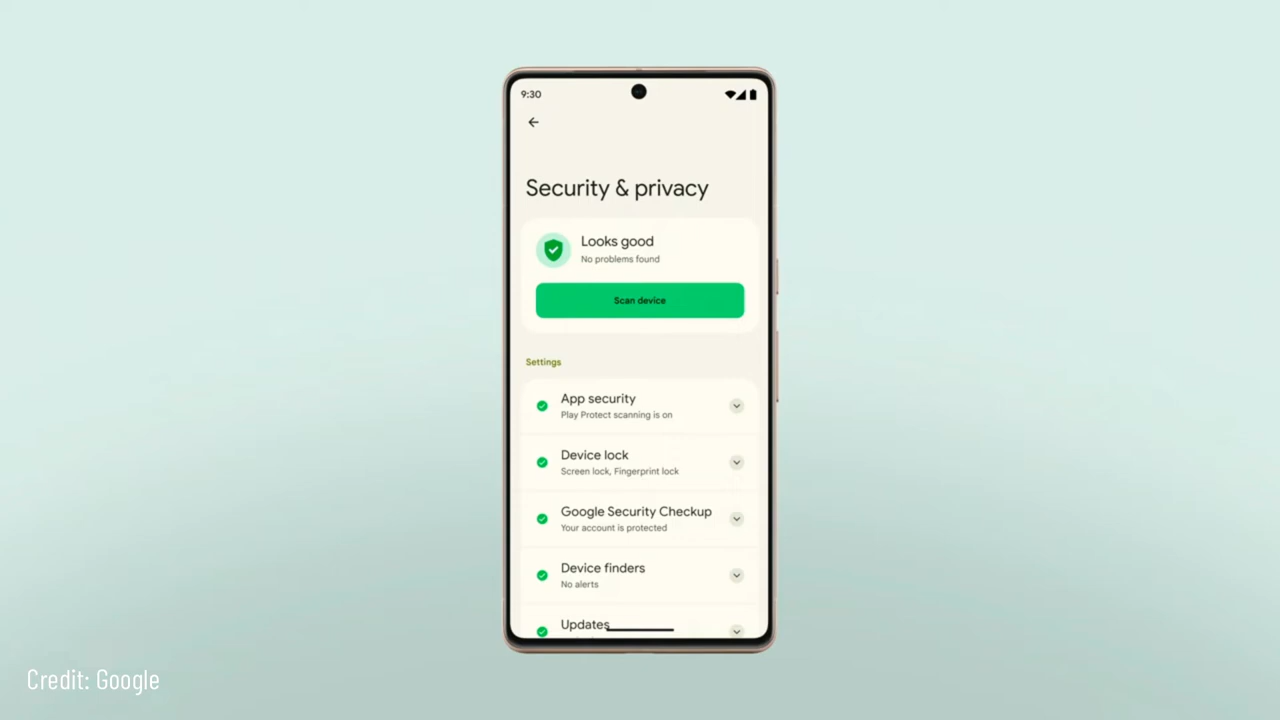 9:30
Security & privacy
Looks good
No problems found
Scan device
Settings
App security
Play Protect scanning is on
Device lock
Screen lock, Fingerprint lock
Google Security Checkup
Your account is protected
Device finders
No alerts
Updates
Credit: Google